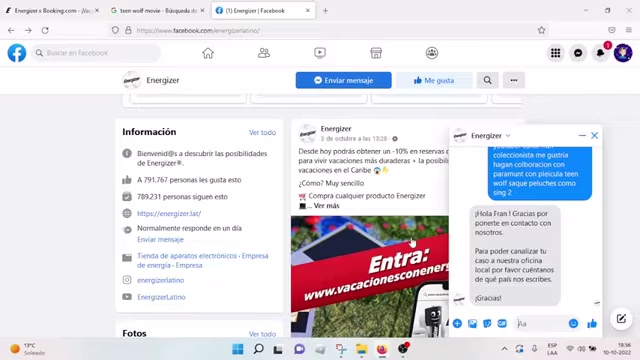 Energizer x Booking.com - ¡Vaca
teen wolf movie - Búsqueda de
(1) Energizer | Facebook
https://www.facebook.com/energizerlatino/
Buscar en Facebook
1
Energizer
Enviar mensaje
Me gusta
Información
Ver todo
Bienvenid@s a descubrir las posibilidades
de Energizer®.
A 791.767 personas les gusta esto
789.231 personas siguen esto
https://energizer.lat/
Normalmente responde en un día
Enviar mensaje
Tienda de aparatos electrónicos · Empresa
de energía · Empresa
energizerlatino
EnergizerLatino
Fotos
Ver todo
Energizer
3 de octubre a las 13:28
Desde hoy podrás obtener un -10% en reservas
para vivir vacaciones más duraderas + la posibili
vacaciones en el Caribe
¿Cómo? Muy sencillo
Compra cualquier producto Energizer
... Ver más
Entra:
www.vacacionesconener
Energizer
coleccionista me gustria
hagan colboracion con
paramunt con pleicula teen
wolf saque peluches como
sing 2
¡Hola Fran ! Gracias por
ponerte en contacto con
nosotros.
Para poder canalizar tu
caso a nuestra oficina
local por favor cuéntanos
de qué país nos escribes.
¡Gracias!
Aa
13°C
Soleado
ESP
LAA
18:36
10-10-2022